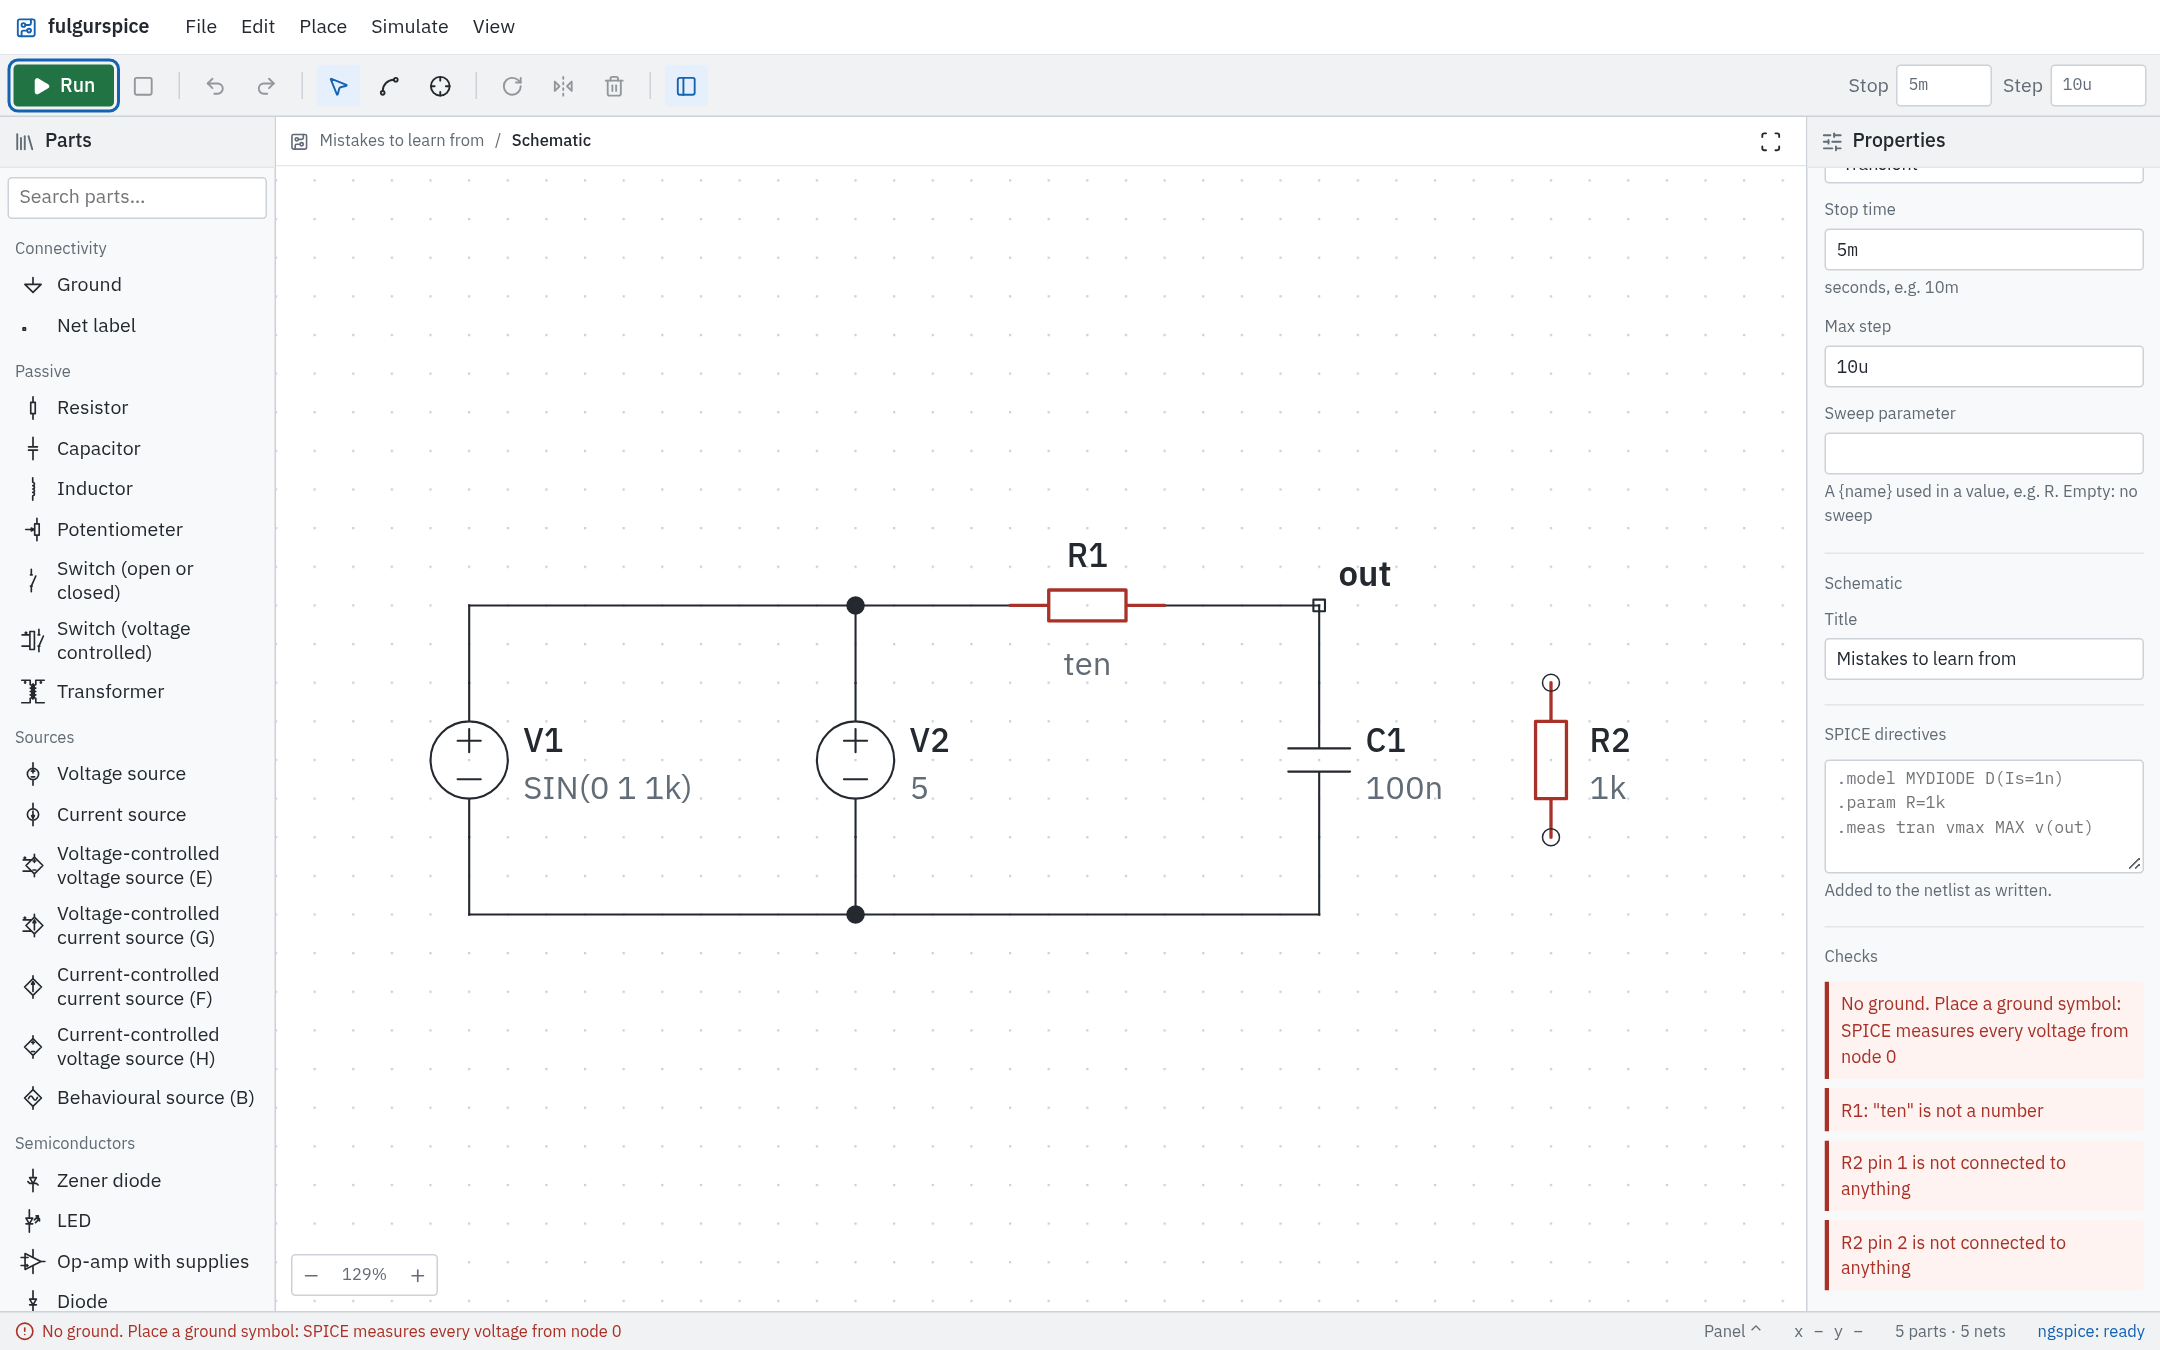 fulgurspice File Edit Place Simulate View
Run Stop 5m Step 10u
Parts
Search parts...
Connectivity
Ground
Net label
Passive
Resistor
Capacitor
Inductor
Potentiometer
Switch (open or
closed)
Switch (voltage
controlled)
Transformer
Sources
Voltage source
Current source
Voltage-controlled
voltage source (E)
Voltage-controlled
current source (G)
Current-controlled
current source (F)
Current-controlled
voltage source (H)
Behavioural source (B)
Semiconductors
Zener diode
LED
Op-amp with supplies
Diode
Mistakes to learn from / Schematic
R1
out
ten
V1
SIN(0 1 1k)
V2
5
C1
100n
R2
1k
129%
Properties
Stop time
5m
seconds, e.g. 10m
Max step
10u
Sweep parameter
A {name} used in a value, e.g. R. Empty: no
sweep
Schematic
Title
Mistakes to learn from
SPICE directives
.model MYDIODE D(Is=1n)
.param R=1k
.meas tran vmax MAX v(out)
Added to the netlist as written.
Checks
No ground. Place a ground symbol:
SPICE measures every voltage from
node 0
R1: "ten" is not a number
R2 pin 1 is not connected to
anything
R2 pin 2 is not connected to
anything
No ground. Place a ground symbol: SPICE measures every voltage from node 0
Panel x – y – 5 parts · 5 nets ngspice: ready